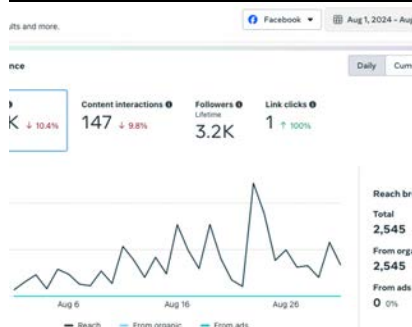 ults and more.
Facebook
Aug 1, 2024 – Aug
nce
Daily Cum
Content interactions
Followers
Lifetime
Link clicks
K ↓ 10.4%
147 ↓ 9.8%
3.2K
1 ↑ 100%
Reach bre
Total
2,545
From orga
2,545
From ads
0 0%
Aug 6 Aug 16 Aug 26
Reach From organic From ads